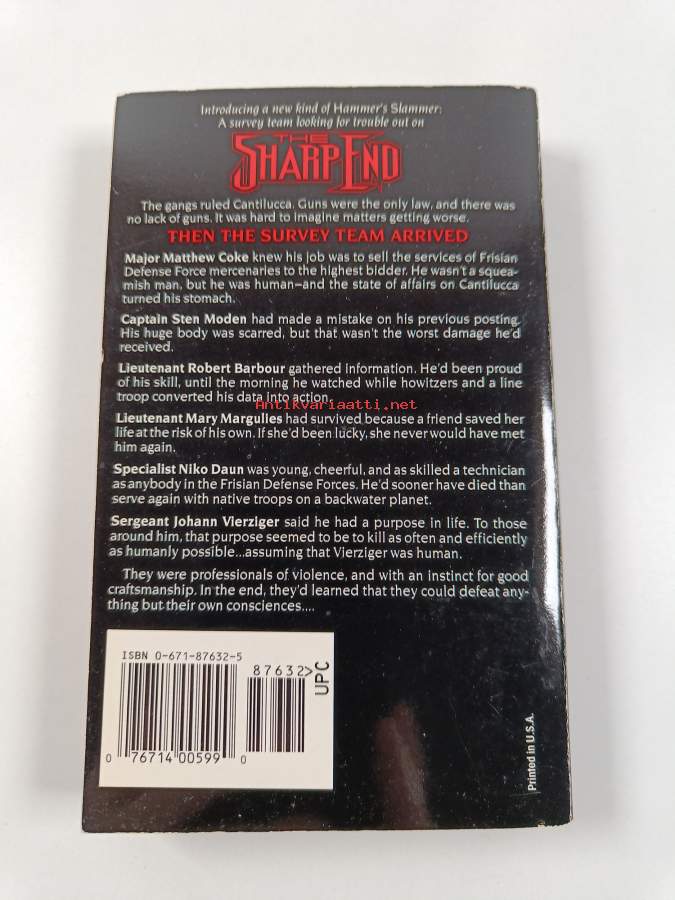 Introducing a new kind of Hammer's Slammer:
A survey team looking for trouble out on
THE
SHARP END
The gangs ruled Cantilucca. Guns were the only law, and there was
no lack of guns. It was hard to imagine matters getting worse.
THEN THE SURVEY TEAM ARRIVED
Major Matthew Coke knew his job was to sell the services of Frisian
Defense Force mercenaries to the highest bidder. He wasn't a squea-
mish man, but he was human—and the state of affairs on Cantilucca
turned his stomach.
Captain Sten Moden had made a mistake on his previous posting.
His huge body was scarred, but that wasn't the worst damage he'd
received.
Lieutenant Robert Barbour gathered information. He'd been proud
of his skill, until the morning he watched while howitzers and a line
troop converted his data into action.
Antikvariaatti.net
Lieutenant Mary Margulies had survived because a friend saved her
life at the risk of his own. If she'd been lucky, she never would have met
him again.
Specialist Niko Daun was young, cheerful, and as skilled a technician
as anybody in the Frisian Defense Forces. He'd sooner have died than
serve again with native troops on a backwater planet.
Sergeant Johann Vierziger said he had a purpose in life. To those
around him, that purpose seemed to be to kill as often and efficiently
as humanly possible...assuming that Vierziger was human.
They were professionals of violence, and with an instinct for good
craftsmanship. In the end, they'd learned that they could defeat any-
thing but their own consciences....
ISBN 0-671-87632-5
87632>
UPC
0 76714 00599 0
Printed in U.S.A.